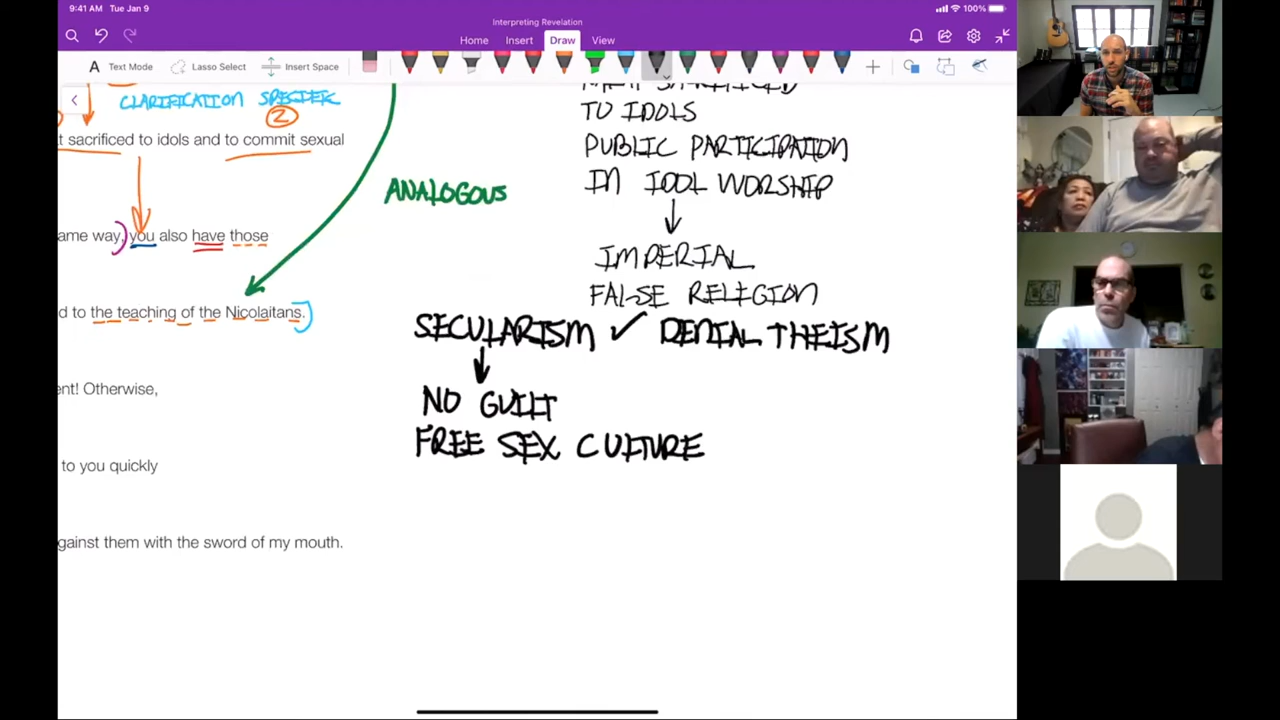 9:41 AM Tue Jan 9
100%
Interpreting Revelation
Home Insert Draw View
Text Mode Lasso Select Insert Space
CLARIFICATION SPECIFIC
2
t sacrificed to idols and to commit sexual
TO IDOLS
PUBLIC PARTICIPATION
IN IDOL WORSHIP
ANALOGOUS
ame way, you also have those
IMPERIAL
FALSE RELIGION
d to the teaching of the Nicolaitans.
SECULARISM ✓ DENIAL THEISM
ent! Otherwise,
NO GUILT
FREE SEX CULTURE
to you quickly
gainst them with the sword of my mouth.